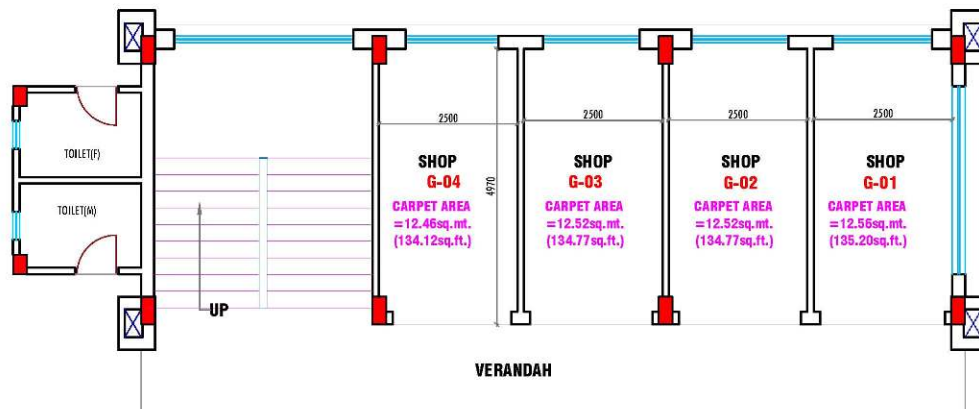 2500
2500
2500
2500
4970
TOILET(F)
TOILET(M)
UP
SHOP
G-04
CARPET AREA
=12.46sq.mt.
(134.12sq.ft.)
SHOP
G-03
CARPET AREA
=12.52sq.mt.
(134.77sq.ft.)
SHOP
G-02
CARPET AREA
=12.52sq.mt.
(134.77sq.ft.)
SHOP
G-01
CARPET AREA
=12.56sq.mt.
(135.20sq.ft.)
VERANDAH